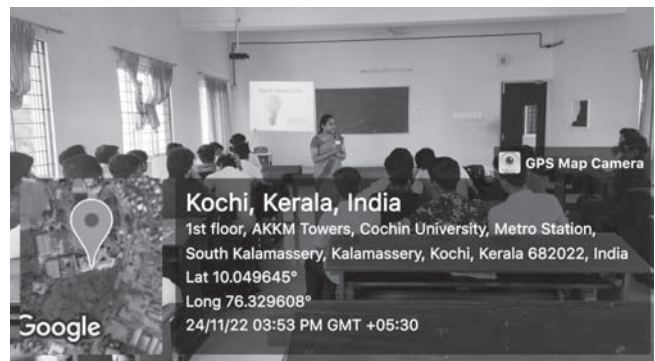 GPS Map Camera
Kochi, Kerala, India
1st floor, AKKM Towers, Cochin University, Metro Station,
South Kalamassery, Kalamassery, Kochi, Kerala 682022, India
Lat 10.049645°
Long 76.329608°
24/11/22 03:53 PM GMT +05:30
Google